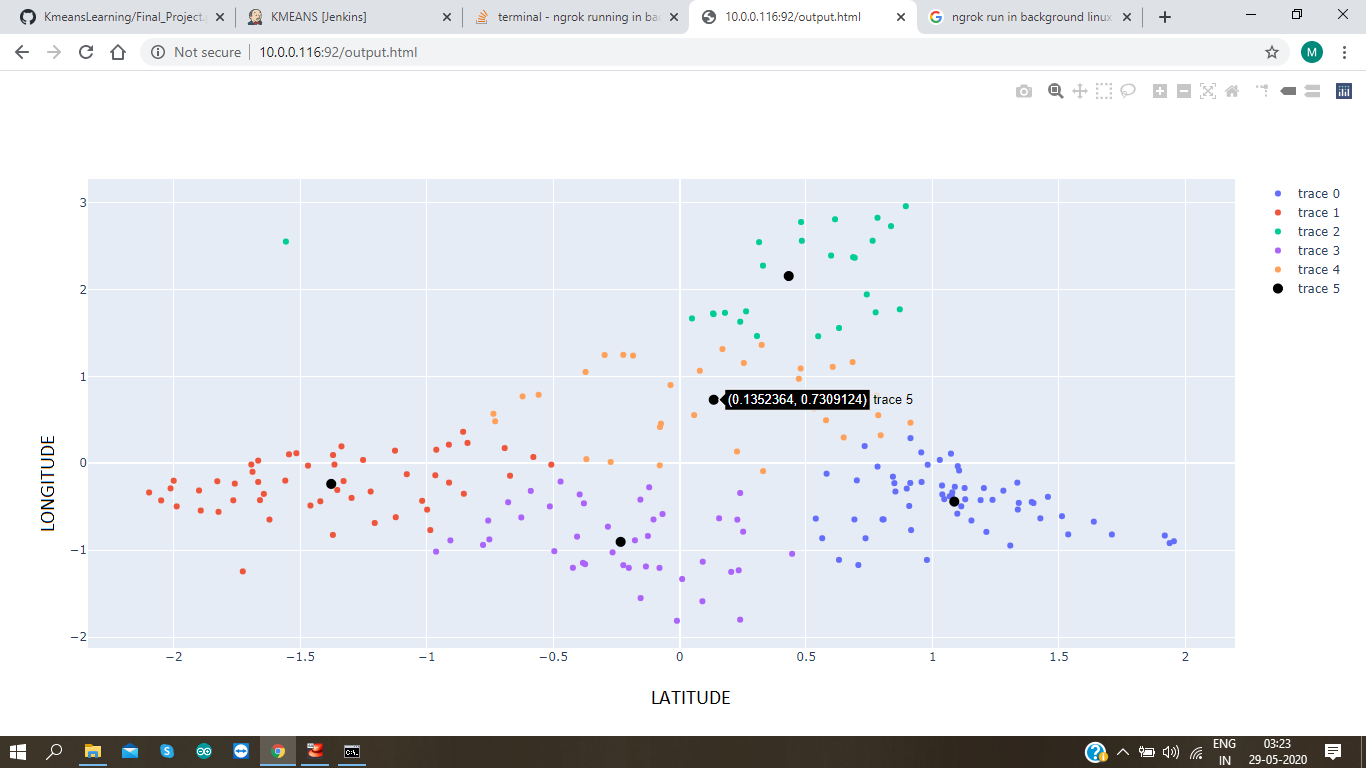 KmeansLearning/Final_Project.
KMEANS [Jenkins]
terminal - ngrok running in bac
10.0.0.116:92/output.html
ngrok run in background linux
Not secure
10.0.0.116:92/output.html
M
trace 0
trace 1
trace 2
trace 3
trace 4
trace 5
3
2
1
0
−1
−2
LONGITUDE
(0.1352364, 0.7309124) trace 5
−2
−1.5
−1
−0.5
0
0.5
1
1.5
2
LATITUDE
ENG
IN
03:23
29-05-2020